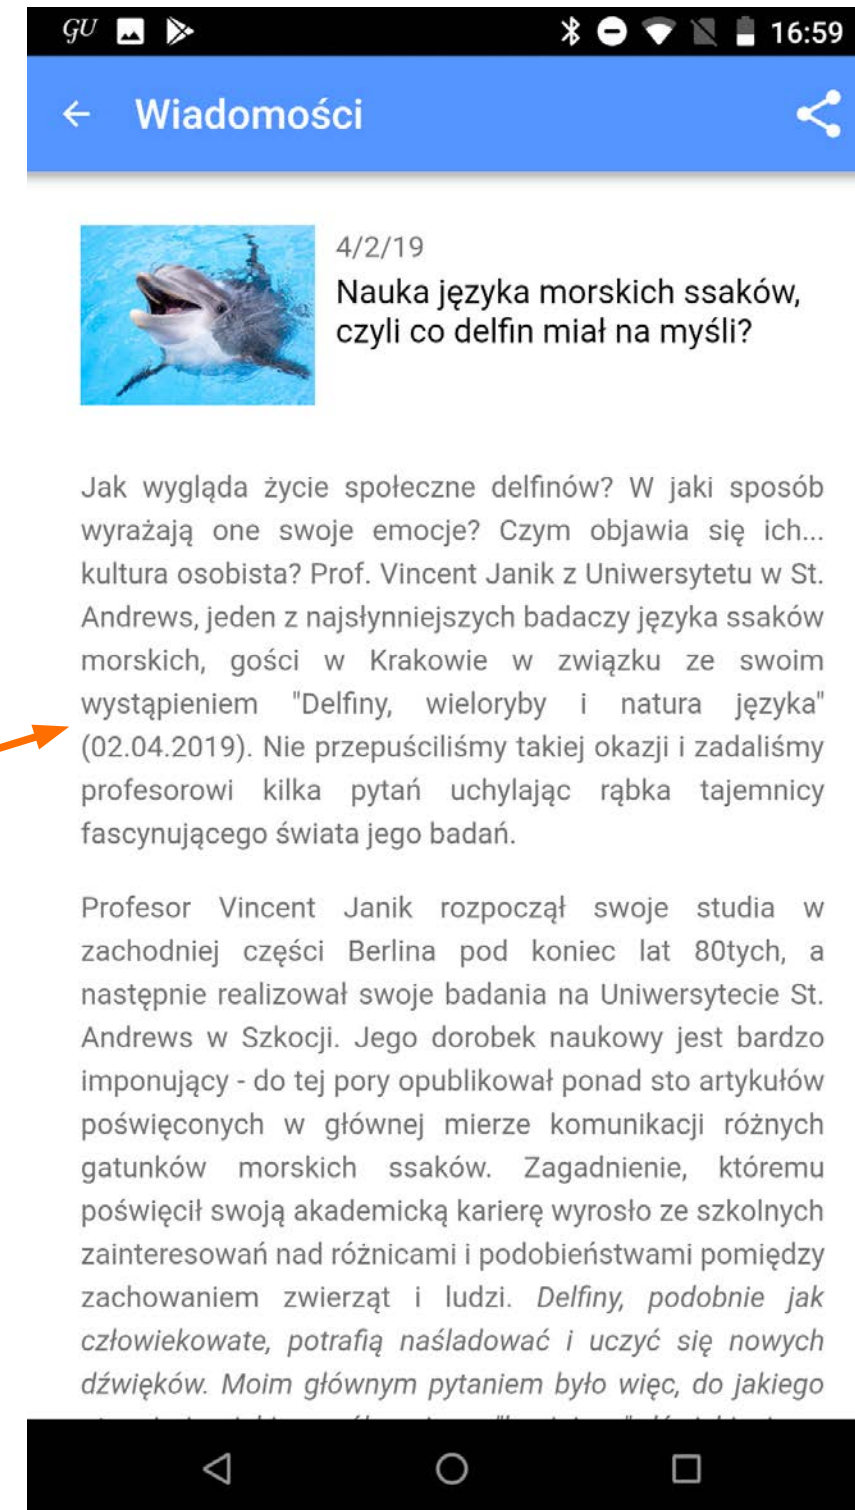 GU
16:59
Wiadomości
4/2/19
Nauka języka morskich ssaków,
czyli co delfin miał na myśli?
Jak wygląda życie społeczne delfinów? W jaki sposób
wyrażają one swoje emocje? Czym objawia się ich...
kultura osobista? Prof. Vincent Janik z Uniwersytetu w St.
Andrews, jeden z najsłynniejszych badaczy języka ssaków
morskich, gości w Krakowie w związku ze swoim
wystąpieniem "Delfiny, wieloryby i natura języka"
(02.04.2019). Nie przepuściliśmy takiej okazji i zadaliśmy
profesorowi kilka pytań uchylając rąbka tajemnicy
fascynującego świata jego badań.
Profesor Vincent Janik rozpoczął swoje studia w
zachodniej części Berlina pod koniec lat 80tych, a
następnie realizował swoje badania na Uniwersytecie St.
Andrews w Szkocji. Jego dorobek naukowy jest bardzo
imponujący - do tej pory opublikował ponad sto artykułów
poświęconych w głównej mierze komunikacji różnych
gatunków morskich ssaków. Zagadnienie, któremu
poświęcił swoją akademicką karierę wyrosło ze szkolnych
zainteresowań nad różnicami i podobieństwami pomiędzy
zachowaniem zwierząt i ludzi. Delfiny, podobnie jak
człowiekowate, potrafią naśladować i uczyć się nowych
dźwięków. Moim głównym pytaniem było więc, do jakiego